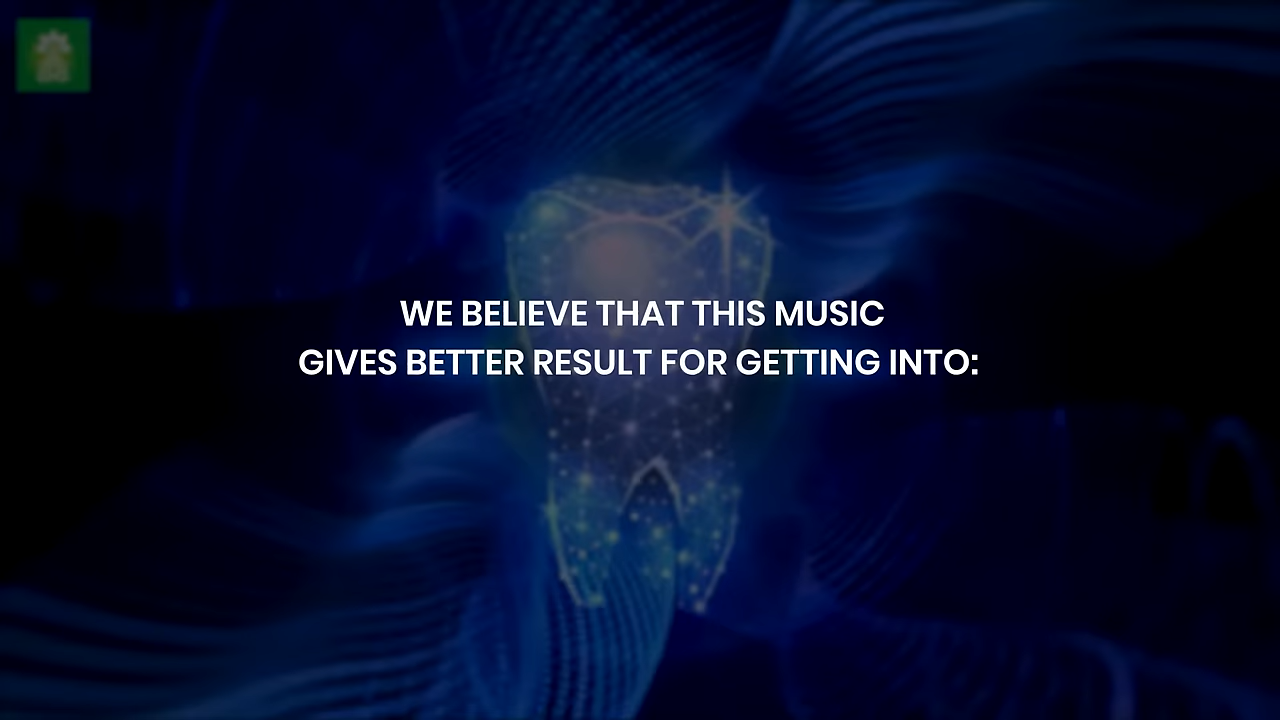 WE BELIEVE THAT THIS MUSIC
GIVES BETTER RESULT FOR GETTING INTO: